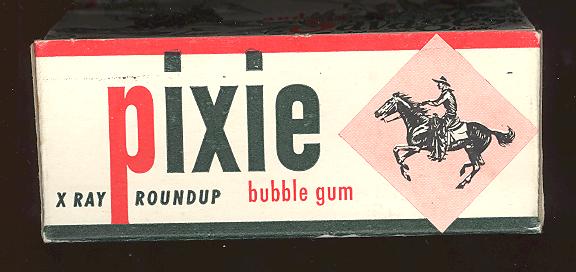 pixie
X RAY ROUNDUP bubble gum